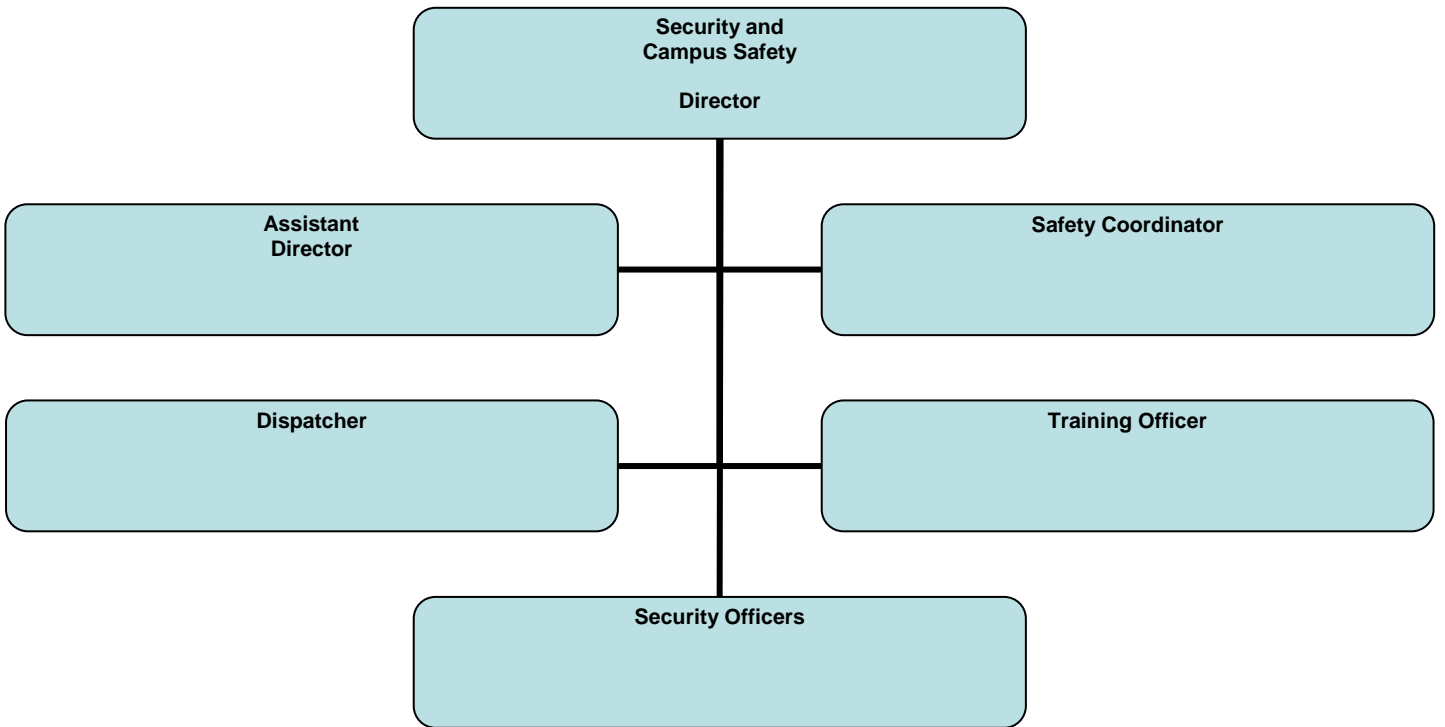 Security and
Campus Safety
Director
Assistant
Director
Safety Coordinator
Dispatcher
Training Officer
Security Officers